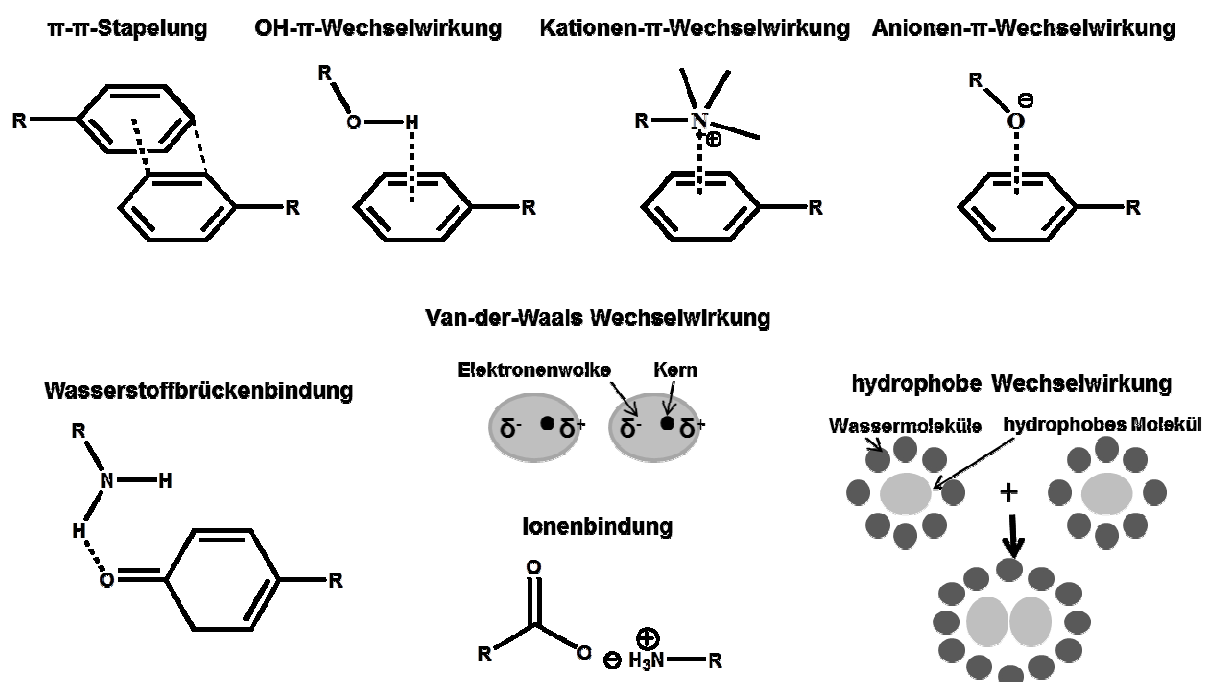 π-π-Stapelung
OH-π-Wechselwirkung
Kationen-π-Wechselwirkung
Anionen-π-Wechselwirkung
R
R
R
O H
R
R N
⊕
R
R
⊖
O
R
Van-der-Waals Wechselwirkung
Elektronenwolke
Kern
δ- δ+
δ- δ+
Wasserstoffbrückenbindung
R
N H
H
O
R
Ionenbindung
O
R
O ⊖
⊕
H3N R
hydrophobe Wechselwirkung
Wassermoleküle
hydrophobes Molekül
+